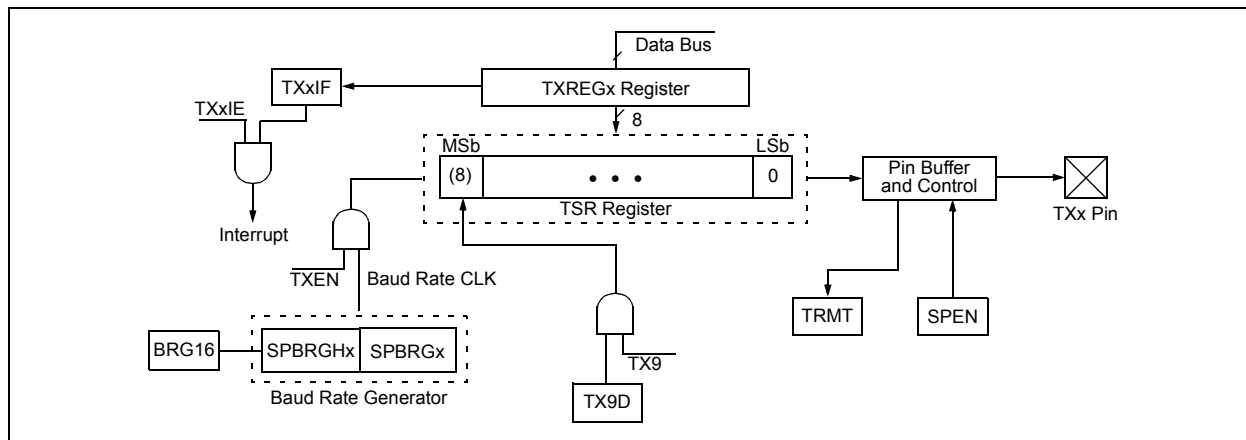 Data Bus
TXxIF
TXREGx Register
TXxIE
8
MSb
LSb
(8)
• • •
0
Pin Buffer
and Control
TSR Register
TXx Pin
Interrupt
TXEN
Baud Rate CLK
TRMT
SPEN
BRG16
SPBRGHx
SPBRGx
TX9
Baud Rate Generator
TX9D